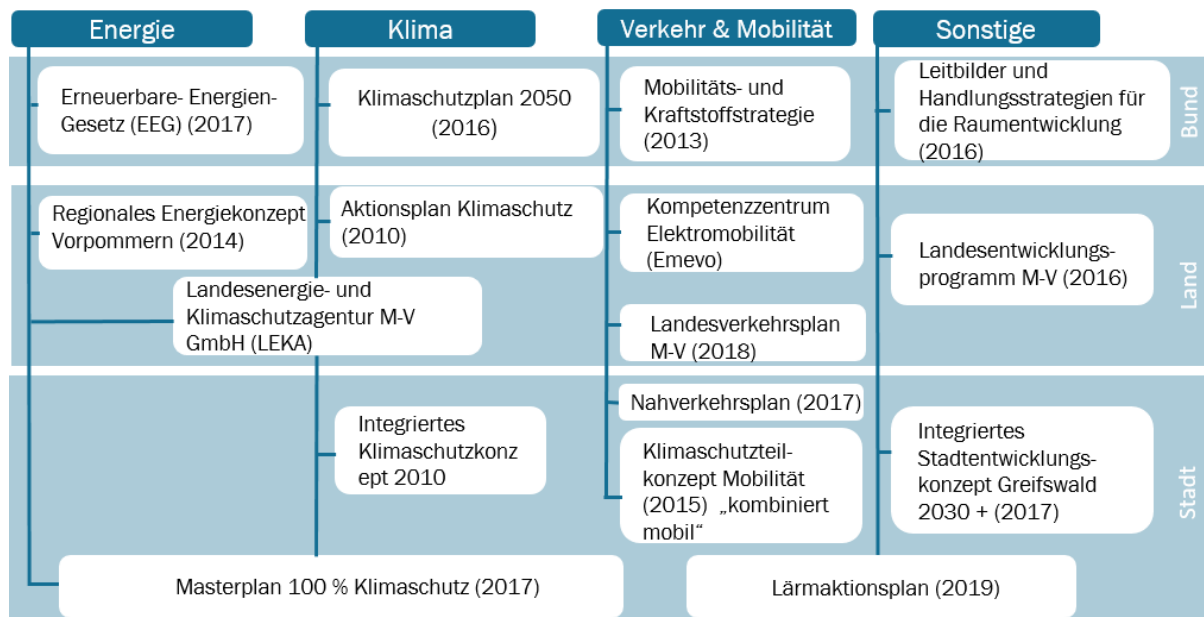 Energie
Klima
Verkehr & Mobilität
Sonstige
Erneuerbare- Energien-
Gesetz (EEG) (2017)
Klimaschutzplan 2050
(2016)
Mobilitäts- und
Kraftstoffstrategie
(2013)
Leitbilder und
Handlungsstrategien für
die Raumentwicklung
(2016)
Bund
Regionales Energiekonzept
Vorpommern (2014)
Aktionsplan Klimaschutz
(2010)
Kompetenzzentrum
Elektromobilität
(Emevo)
Landesentwicklungs-
programm M-V (2016)
Landesenergie- und
Klimaschutzagentur M-V
GmbH (LEKA)
Landesverkehrsplan
M-V (2018)
Land
Nahverkehrsplan (2017)
Integriertes
Klimaschutzkonz
ept 2010
Klimaschutzteil-
konzept Mobilität
(2015) „kombiniert
mobil“
Integriertes
Stadtentwicklungs-
konzept Greifswald
2030 + (2017)
Stadt
Masterplan 100 % Klimaschutz (2017)
Lärmaktionsplan (2019)